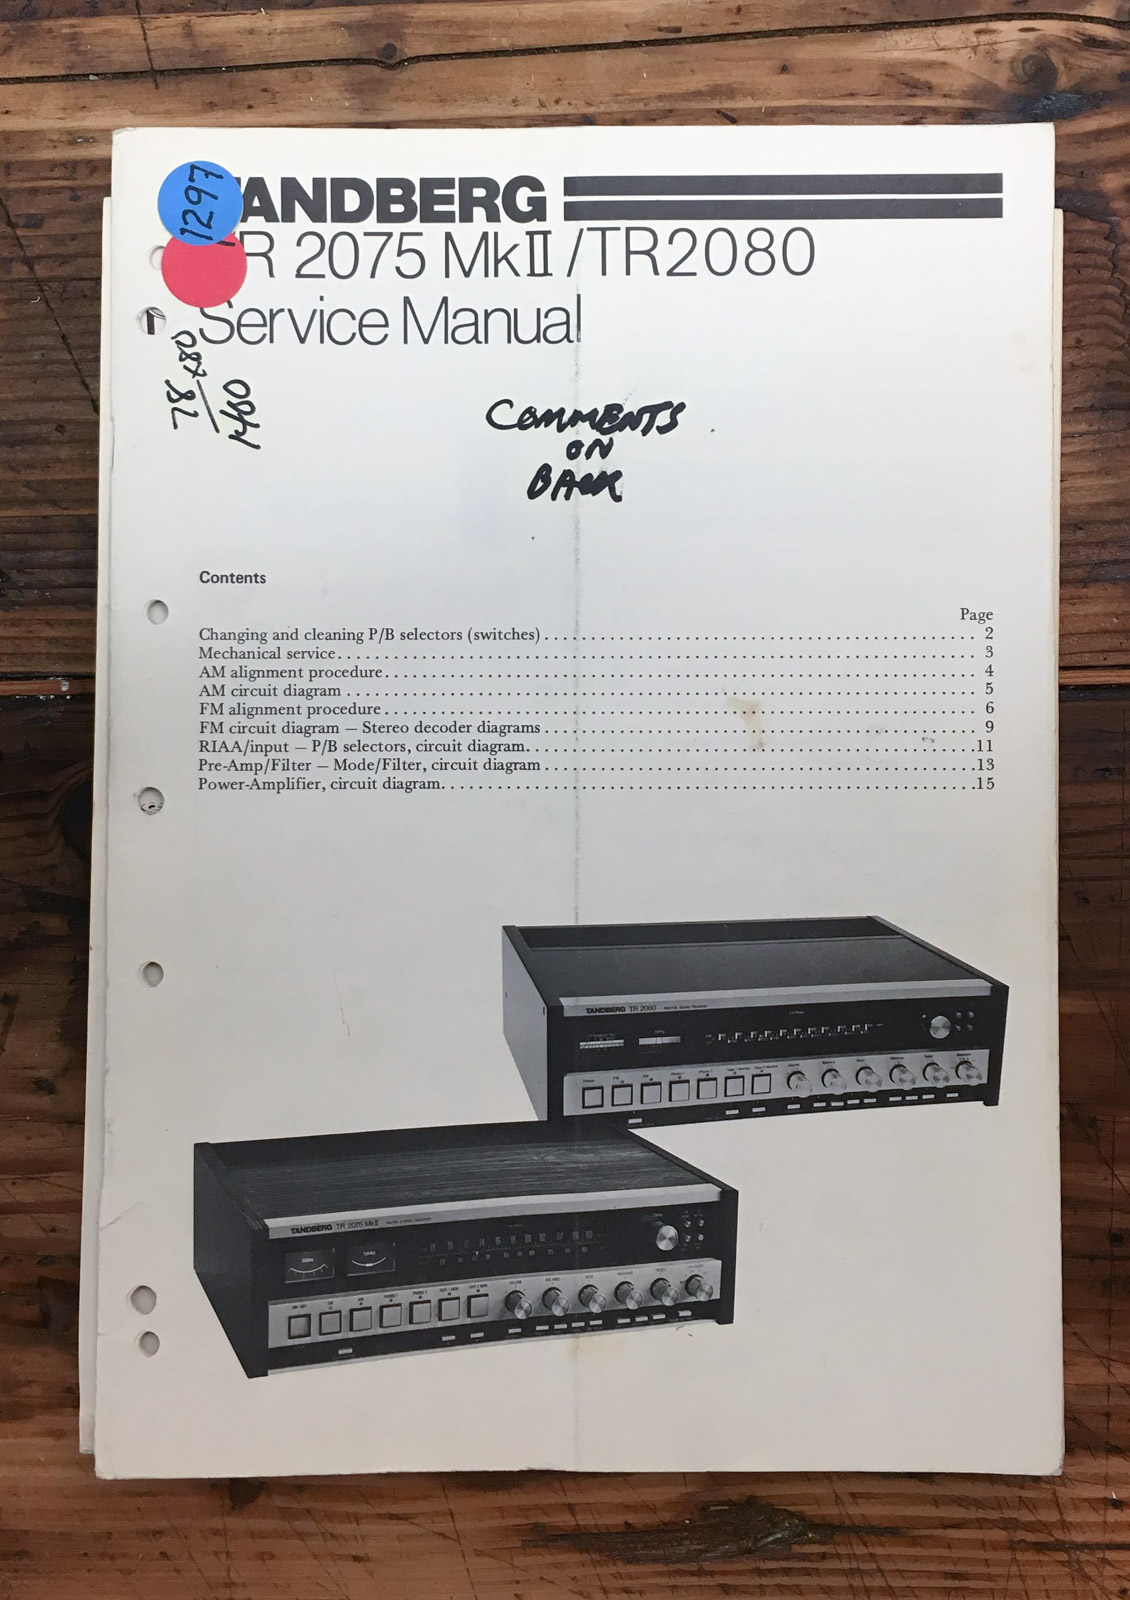 1297
TANDBERG
TR 2075 MkII / TR2080
Service Manual
1480
COMMENTS
ON
BACK
Contents
Page
Changing and cleaning P/B selectors (switches) 2
Mechanical service 3
AM alignment procedure 4
AM circuit diagram 5
FM alignment procedure 6
FM circuit diagram — Stereo decoder diagrams 9
RIAA/input — P/B selectors, circuit diagram 11
Pre-Amp/Filter — Mode/Filter, circuit diagram 13
Power-Amplifier, circuit diagram 15
TANDBERG TR 2080
TANDBERG TR 2075 MkII